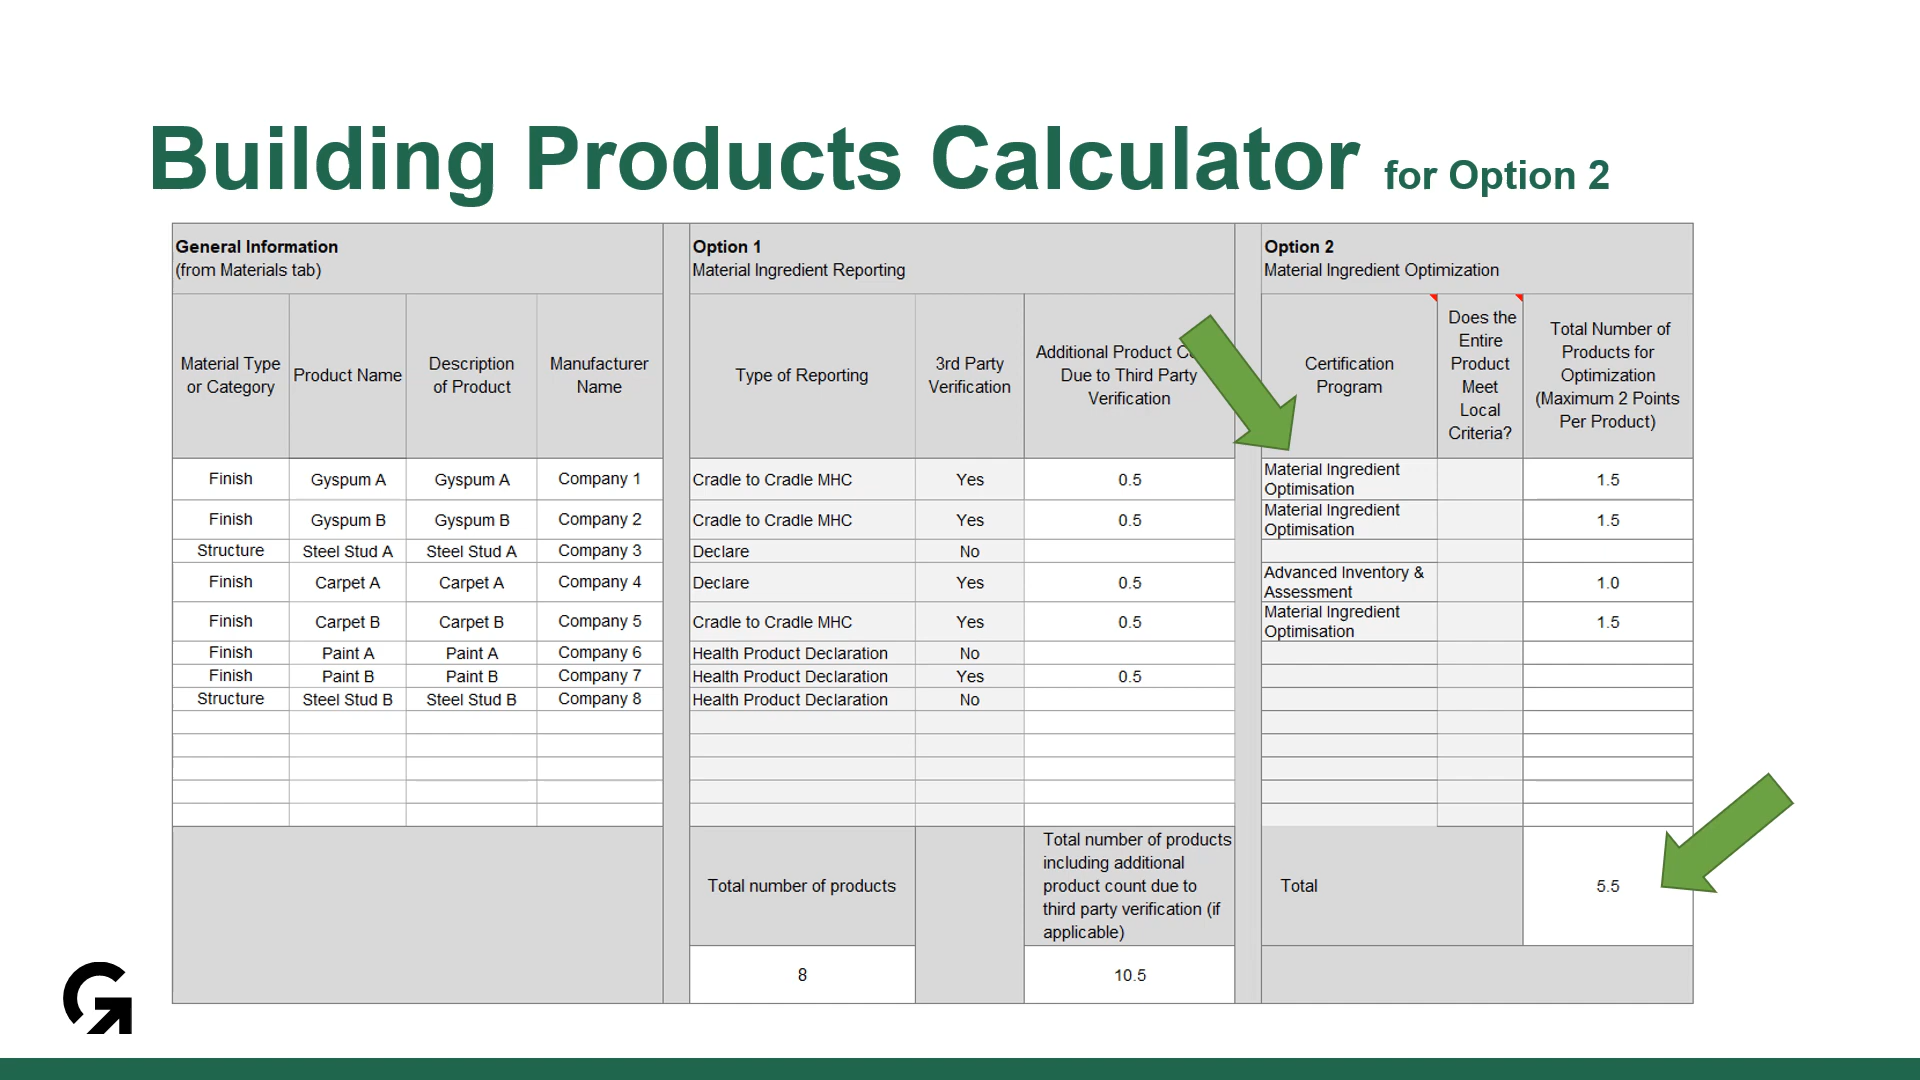 Building Products Calculator for Option 2
General Information
(from Materials tab)
Option 1
Material Ingredient Reporting
Option 2
Material Ingredient Optimization
Material Type
or Category
Product Name
Description
of Product
Manufacturer
Name
Type of Reporting
3rd Party
Verification
Additional Product
Due to Third Party
Verification
Certification
Program
Does the
Entire
Product
Meet
Local
Criteria?
Total Number of
Products for
Optimization
(Maximum 2 Points
Per Product)
Finish Gyspum A Gyspum A Company 1 Cradle to Cradle MHC Yes 0.5 Material Ingredient
Optimisation 1.5
Finish Gyspum B Gyspum B Company 2 Cradle to Cradle MHC Yes 0.5 Material Ingredient
Optimisation 1.5
Structure Steel Stud A Steel Stud A Company 3 Declare No
Finish Carpet A Carpet A Company 4 Declare Yes 0.5 Advanced Inventory &
Assessment 1.0
Finish Carpet B Carpet B Company 5 Cradle to Cradle MHC Yes 0.5 Material Ingredient
Optimisation 1.5
Finish Paint A Paint A Company 6 Health Product Declaration No
Finish Paint B Paint B Company 7 Health Product Declaration Yes 0.5
Structure Steel Stud B Steel Stud B Company 8 Health Product Declaration No
Total number of products
Total number of products
including additional
product count due to
third party verification (if
applicable)
Total 5.5
8 10.5